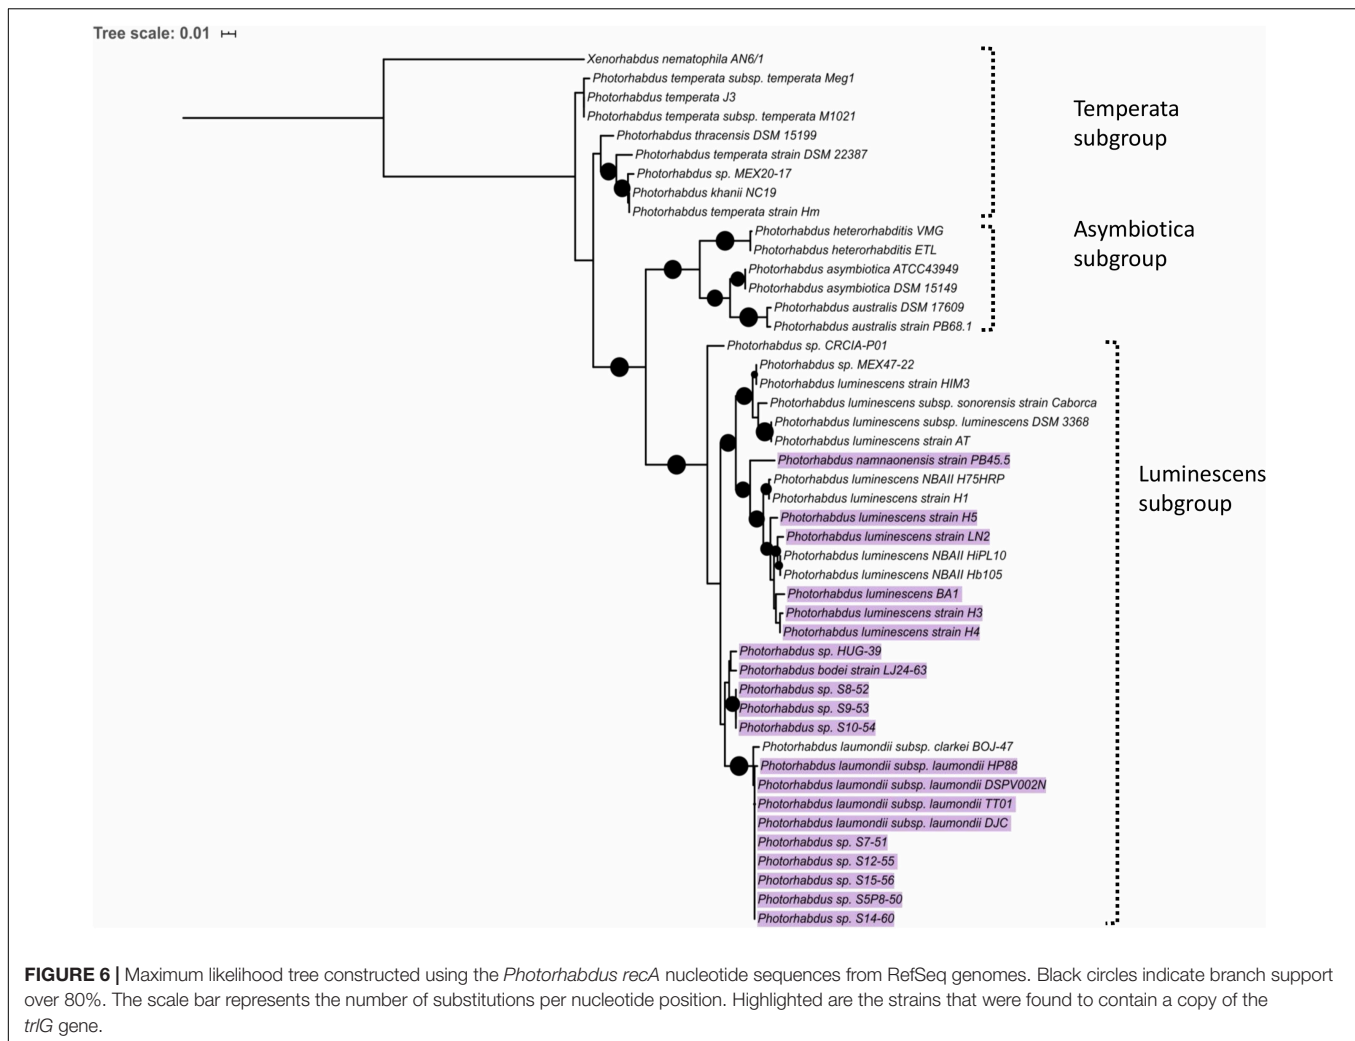 Tree scale: 0.01
Xenorhabdus nematophila AN6/1
Photorhabdus temperata subsp. temperata Meg1
Photorhabdus temperata J3
Photorhabdus temperata subsp. temperata M1021
Photorhabdus thracensis DSM 15199
Photorhabdus temperata strain DSM 22387
Photorhabdus sp. MEX20-17
Photorhabdus khanii NC19
Photorhabdus temperata strain Hm
Temperata
subgroup
Photorhabdus heterorhabditis VMG
Photorhabdus heterorhabditis ETL
Photorhabdus asymbiotica ATCC43949
Photorhabdus asymbiotica DSM 15149
Photorhabdus australis DSM 17609
Photorhabdus australis strain PB68.1
Asymbiotica
subgroup
Photorhabdus sp. CRCIA-P01
Photorhabdus sp. MEX47-22
Photorhabdus luminescens strain HIM3
Photorhabdus luminescens subsp. sonorensis strain Caborca
Photorhabdus luminescens subsp. luminescens DSM 3368
Photorhabdus luminescens strain AT
Photorhabdus namnaonensis strain PB45.5
Photorhabdus luminescens NBAII H75HRP
Photorhabdus luminescens strain H1
Photorhabdus luminescens strain H5
Photorhabdus luminescens strain LN2
Photorhabdus luminescens NBAII HiPL10
Photorhabdus luminescens NBAII Hb105
Photorhabdus luminescens BA1
Photorhabdus luminescens strain H3
Photorhabdus luminescens strain H4
Photorhabdus sp. HUG-39
Photorhabdus bodei strain LJ24-63
Photorhabdus sp. S8-52
Photorhabdus sp. S9-53
Photorhabdus sp. S10-54
Photorhabdus laumondii subsp. clarkei BOJ-47
Photorhabdus laumondii subsp. laumondii HP88
Photorhabdus laumondii subsp. laumondii DSPV002N
Photorhabdus laumondii subsp. laumondii TT01
Photorhabdus laumondii subsp. laumondii DJC
Photorhabdus sp. S7-51
Photorhabdus sp. S12-55
Photorhabdus sp. S15-56
Photorhabdus sp. S5P8-50
Photorhabdus sp. S14-60
Luminescens
subgroup
FIGURE 6 | Maximum likelihood tree constructed using the Photorhabdus recA nucleotide sequences from RefSeq genomes. Black circles indicate branch support
over 80%. The scale bar represents the number of substitutions per nucleotide position. Highlighted are the strains that were found to contain a copy of the
trlG gene.